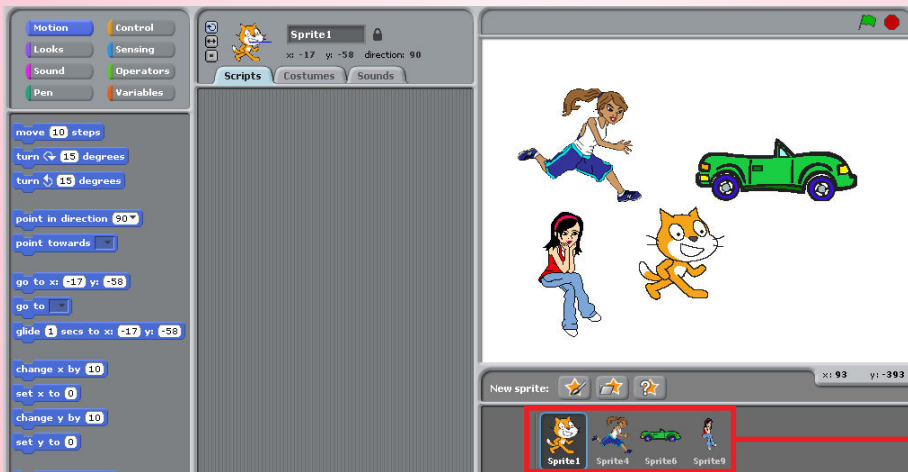 Motion Control
Looks Sensing
Sound Operators
Pen Variables
move 10 steps
turn 15 degrees
turn 15 degrees
point in direction 90
point towards
go to x: -17 y: -58
go to
glide 1 secs to x: -17 y: -58
change x by 10
set x to 0
change y by 10
set y to 0
Sprite1
x: -17 y: -58 direction: 90
Scripts Costumes Sounds
x: 93 y: -393
New sprite:
Sprite1 Sprite4 Sprite6 Sprite9